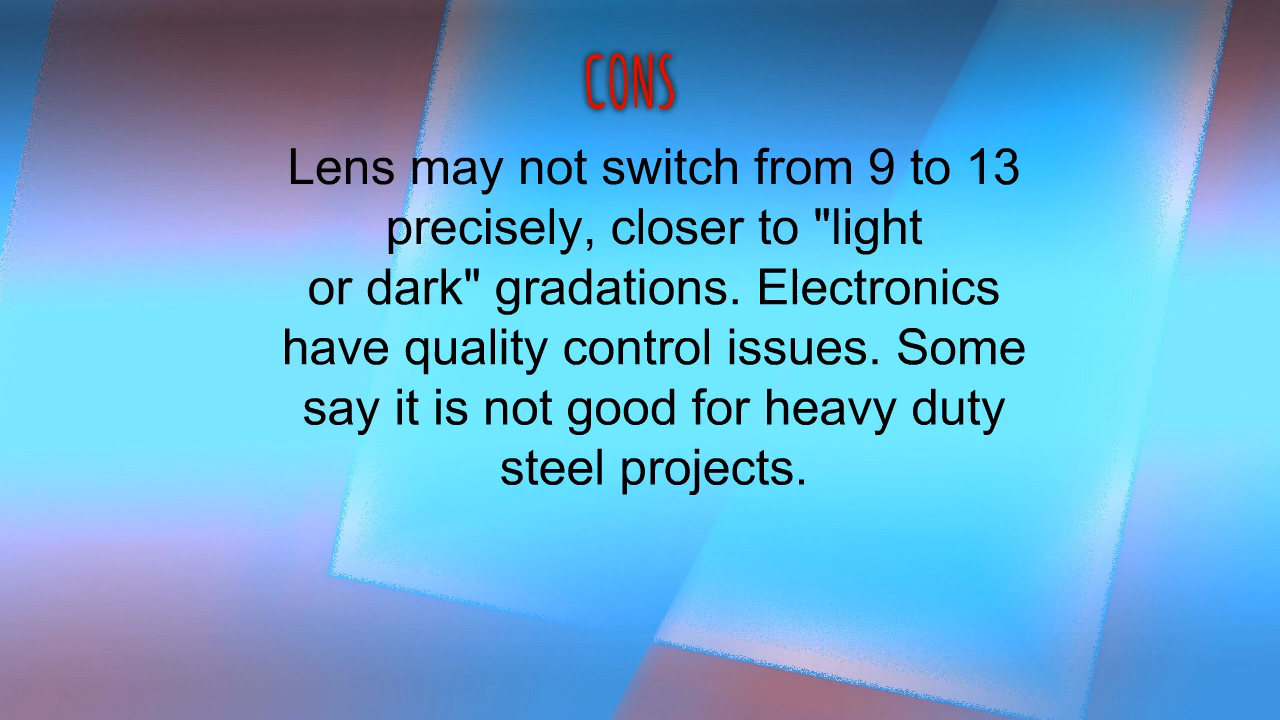 CONS
Lens may not switch from 9 to 13
precisely, closer to "light
or dark" gradations. Electronics
have quality control issues. Some
say it is not good for heavy duty
steel projects.